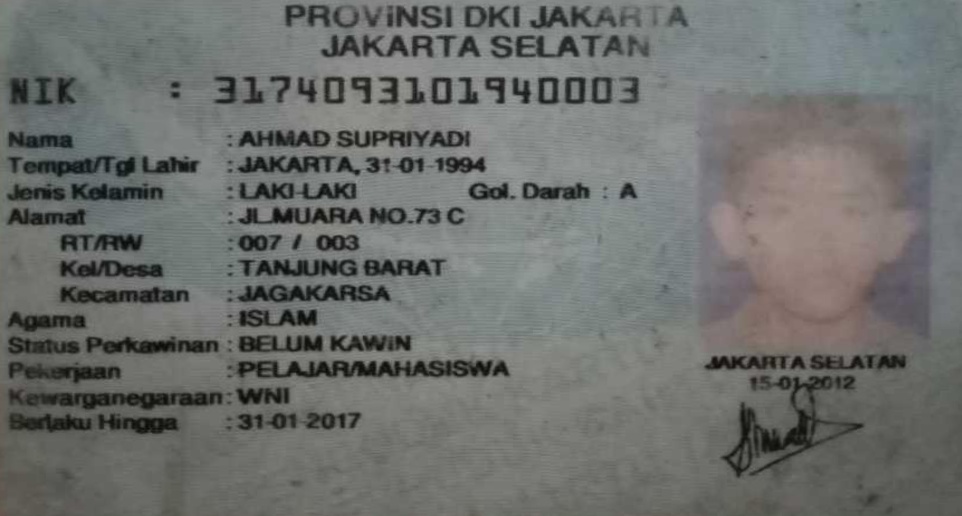 PROVINSI DKI JAKARTA
JAKARTA SELATAN
NIK : 3174093101940003
Nama : AHMAD SUPRIYADI
Tempat/Tgl Lahir : JAKARTA, 31-01-1994
Jenis Kelamin : LAKI-LAKI Gol. Darah : A
Alamat : JL.MUARA NO.73 C
RT/RW : 007 / 003
Kel/Desa : TANJUNG BARAT
Kecamatan : JAGAKARSA
Agama : ISLAM
Status Perkawinan : BELUM KAWIN
Pekerjaan : PELAJAR/MAHASISWA
Kewarganegaraan : WNI
Berlaku Hingga : 31-01-2017
JAKARTA SELATAN
15-01-2012